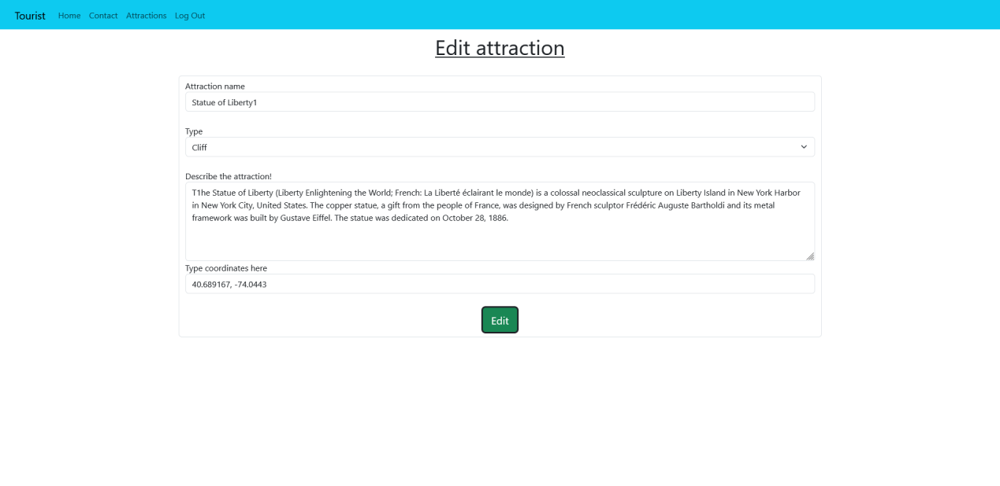 Tourist Home Contact Attractions Log Out
Edit attraction
Attraction name
Statue of Liberty1
Type
Cliff
Describe the attraction!
T1he Statue of Liberty (Liberty Enlightening the World; French: La Liberté éclairant le monde) is a colossal neoclassical sculpture on Liberty Island in New York Harbor
in New York City, United States. The copper statue, a gift from the people of France, was designed by French sculptor Frédéric Auguste Bartholdi and its metal
framework was built by Gustave Eiffel. The statue was dedicated on October 28, 1886.
Type coordinates here
40.689167, -74.0443
Edit